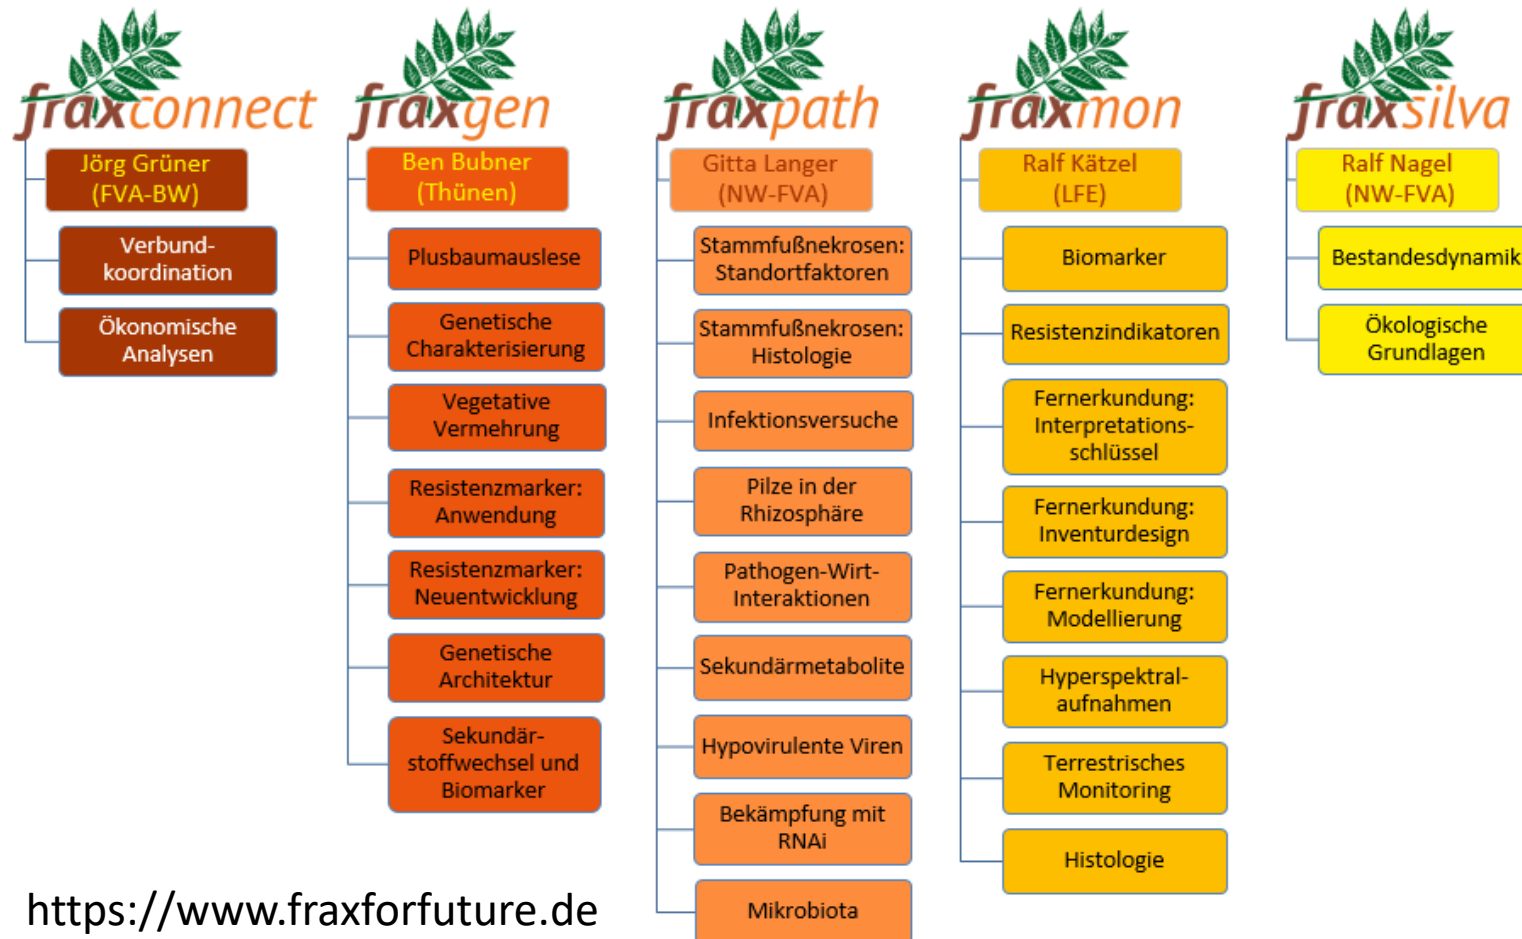 fraxconnect
Jörg Grüner
(FVA-BW)
Verbund-
koordination
Ökonomische
Analysen
fraxgen
Ben Bubner
(Thünen)
Plusbaumauslese
Genetische
Charakterisierung
Vegetative
Vermehrung
Resistenzmarker:
Anwendung
Resistenzmarker:
Neuentwicklung
Genetische
Architektur
Sekundär-
stoffwechsel und
Biomarker
fraxpath
Gitta Langer
(NW-FVA)
Stammfußnekrosen:
Standortfaktoren
Stammfußnekrosen:
Histologie
Infektionsversuche
Pilze in der
Rhizosphäre
Pathogen-Wirt-
Interaktionen
Sekundärmetabolite
Hypovirulente Viren
Bekämpfung mit
RNAi
Mikrobiota
fraxmon
Ralf Kätzel
(LFE)
Biomarker
Resistenzindikatoren
Fernerkundung:
Interpretations-
schlüssel
Fernerkundung:
Inventurdesign
Fernerkundung:
Modellierung
Hyperspektral-
aufnahmen
Terrestrisches
Monitoring
Histologie
fraxsilva
Ralf Nagel
(NW-FVA)
Bestandesdynamik
Ökologische
Grundlagen
https://www.fraxforfuture.de